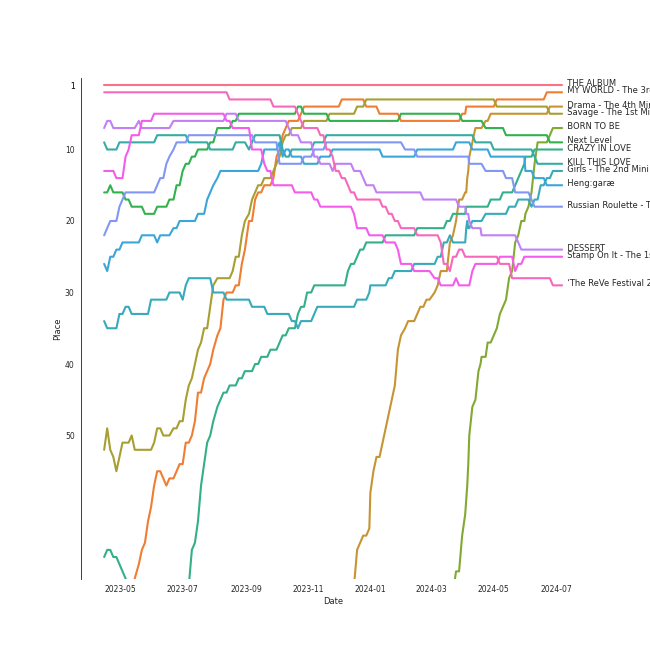 THE ALBUM
MY WORLD - The 3r
Drama - The 4th Min
Savage - The 1st Mi
BORN TO BE
Next Level
CRAZY IN LOVE
KILL THIS LOVE
Girls - The 2nd Mini
Heng:garæ
Russian Roulette - T
DESSERT
Stamp On It - The 1s
'The ReVe Festival 2
1
10
20
30
40
50
Place
2023-05
2023-07
2023-09
2023-11
2024-01
2024-03
2024-05
2024-07
Date